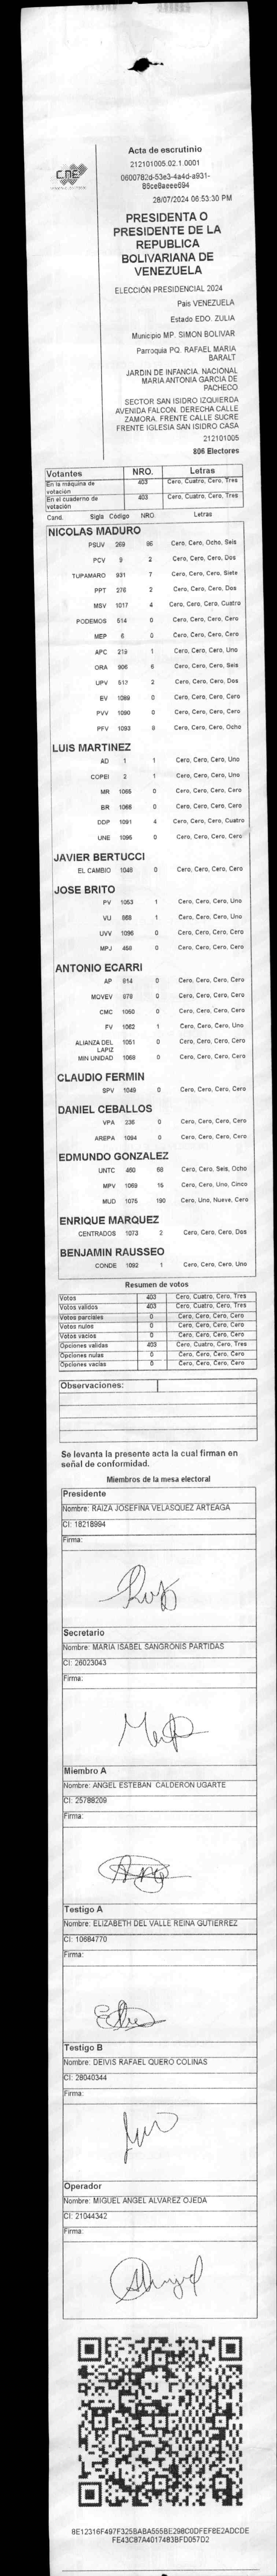 CNE
Acta de escrutinio
212101005.02.1.0001
28/07/2024 06:53:30 PM
PRESIDENTA O
PRESIDENTE DE LA
REPUBLICA
BOLIVARIANA DE
VENEZUELA
ELECCIÓN PRESIDENCIAL 2024
País VENEZUELA
Estado EDO. ZULIA
Municipio MP. SIMON BOLIVAR
Parroquia PQ. RAFAEL MARIA
BARALT
JARDIN DE INFANCIA. NACIONAL
MARIA ANTONIA GARCIA DE
PACHECO
SECTOR SAN ISIDRO IZQUIERDA
AVENIDA FALCON. DERECHA CALLE
ZAMORA. FRENTE CALLE SUCRE
FRENTE IGLESIA SAN ISIDRO CASA
212101005
806 Electores
Votantes NRO. Letras
En la máquina de votación 403 Cero, Cuatro, Cero, Tres
En el cuaderno de votación 403 Cero, Cuatro, Cero, Tres
Cand. Sigla Código NRO. Letras
NICOLAS MADURO
PSUV 269 86 Cero, Cero, Ocho, Seis
PCV 9 2 Cero, Cero, Cero, Dos
TUPAMARO 931 7 Cero, Cero, Cero, Siete
PPT 276 2 Cero, Cero, Cero, Dos
MSV 1017 4 Cero, Cero, Cero, Cuatro
PODEMOS 514 0 Cero, Cero, Cero, Cero
MEP 6 0 Cero, Cero, Cero, Cero
APC 219 1 Cero, Cero, Cero, Uno
ORA 906 6 Cero, Cero, Cero, Seis
UPV 512 2 Cero, Cero, Cero, Dos
EV 1089 0 Cero, Cero, Cero, Cero
PVV 1090 0 Cero, Cero, Cero, Cero
PFV 1093 8 Cero, Cero, Cero, Ocho
LUIS MARTINEZ
AD 1 1 Cero, Cero, Cero, Uno
COPEI 2 1 Cero, Cero, Cero, Uno
MR 1065 0 Cero, Cero, Cero, Cero
BR 1066 0 Cero, Cero, Cero, Cero
DDP 1091 4 Cero, Cero, Cero, Cuatro
UNE 1095 0 Cero, Cero, Cero, Cero
JAVIER BERTUCCI
EL CAMBIO 1048 0 Cero, Cero, Cero, Cero
JOSE BRITO
PV 1053 1 Cero, Cero, Cero, Uno
VU 868 1 Cero, Cero, Cero, Uno
UVV 1096 0 Cero, Cero, Cero, Cero
MPJ 458 0 Cero, Cero, Cero, Cero
ANTONIO ECARRI
AP 814 0 Cero, Cero, Cero, Cero
MOVEV 978 0 Cero, Cero, Cero, Cero
CMC 1050 0 Cero, Cero, Cero, Cero
FV 1062 1 Cero, Cero, Cero, Uno
ALIANZA DEL LAPIZ 1051 0 Cero, Cero, Cero, Cero
MIN UNIDAD 1068 0 Cero, Cero, Cero, Cero
CLAUDIO FERMIN
SPV 1049 0 Cero, Cero, Cero, Cero
DANIEL CEBALLOS
VPA 236 0 Cero, Cero, Cero, Cero
AREPA 1094 0 Cero, Cero, Cero, Cero
EDMUNDO GONZALEZ
UNTC 460 68 Cero, Cero, Seis, Ocho
MPV 1069 15 Cero, Cero, Uno, Cinco
MUD 1075 190 Cero, Uno, Nueve, Cero
ENRIQUE MARQUEZ
CENTRADOS 1073 2 Cero, Cero, Cero, Dos
BENJAMIN RAUSSEO
CONDE 1092 1 Cero, Cero, Cero, Uno
Resumen de votos
Votos 403 Cero, Cuatro, Cero, Tres
Votos validos 403 Cero, Cuatro, Cero, Tres
Votos parciales 0 Cero, Cero, Cero, Cero
Votos nulos 0 Cero, Cero, Cero, Cero
Votos vacios 0 Cero, Cero, Cero, Cero
Opciones validas 403 Cero, Cuatro, Cero, Tres
Opciones nulas 0 Cero, Cero, Cero, Cero
Opciones vacías 0 Cero, Cero, Cero, Cero
Observaciones:
Se levanta la presente acta la cual firman en
señal de conformidad.
Miembros de la mesa electoral
Presidente
Nombre: RAIZA JOSEFINA VELASQUEZ ARTEAGA
CI: 18218994
Firma:
Secretario
Nombre: MARIA ISABEL SANGRONIS PARTIDAS
CI: 26023043
Firma:
Miembro A
Nombre: ANGEL ESTEBAN CALDERON UGARTE
CI: 25788209
Firma:
Testigo A
Nombre: ELIZABETH DEL VALLE REINA GUTIERREZ
CI: 10684770
Firma:
Testigo B
Nombre: DEIVIS RAFAEL QUERO COLINAS
CI: 28040344
Firma:
Operador
Nombre: MIGUEL ANGEL ALVAREZ OJEDA
CI: 21044342
Firma:
8E12316F497F325BABA555BE298C0DFEFBE2ADCDE
FE43C87A4017483BFD057D2